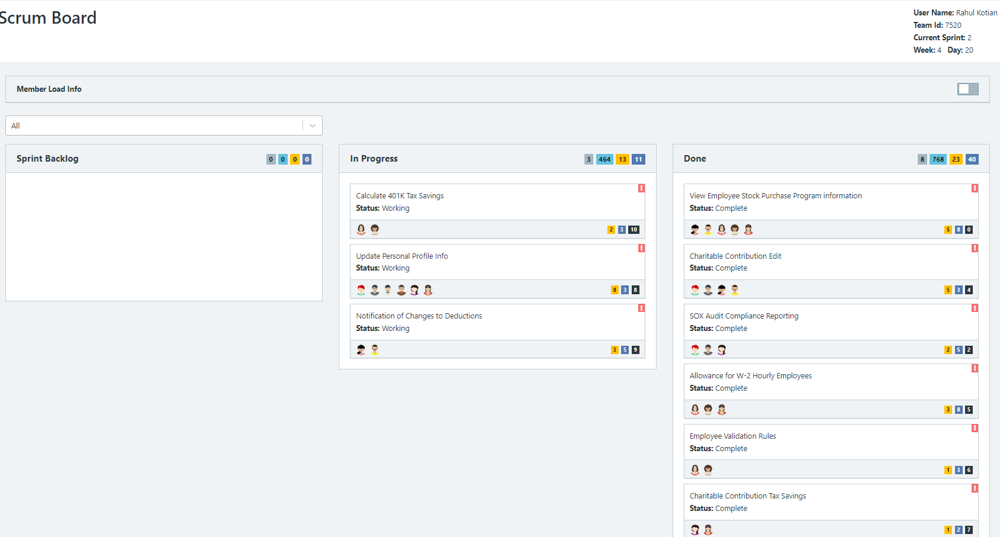 Scrum Board
User Name: Rahul Kotian
Team Id: 7520
Current Sprint: 2
Week: 4 Day: 20
Member Load Info
All
Sprint Backlog
0 0 0 0
In Progress
3 464 13 11
Calculate 401K Tax Savings
Status: Working
2 3 10
Update Personal Profile Info
Status: Working
8 3 8
Notification of Changes to Deductions
Status: Working
3 5 9
Done
8 768 23 40
View Employee Stock Purchase Program information
Status: Complete
5 8 0
Charitable Contribution Edit
Status: Complete
5 3 4
SOX Audit Compliance Reporting
Status: Complete
2 5 2
Allowance for W-2 Hourly Employees
Status: Complete
3 8 5
Employee Validation Rules
Status: Complete
1 3 6
Charitable Contribution Tax Savings
Status: Complete
1 2 7